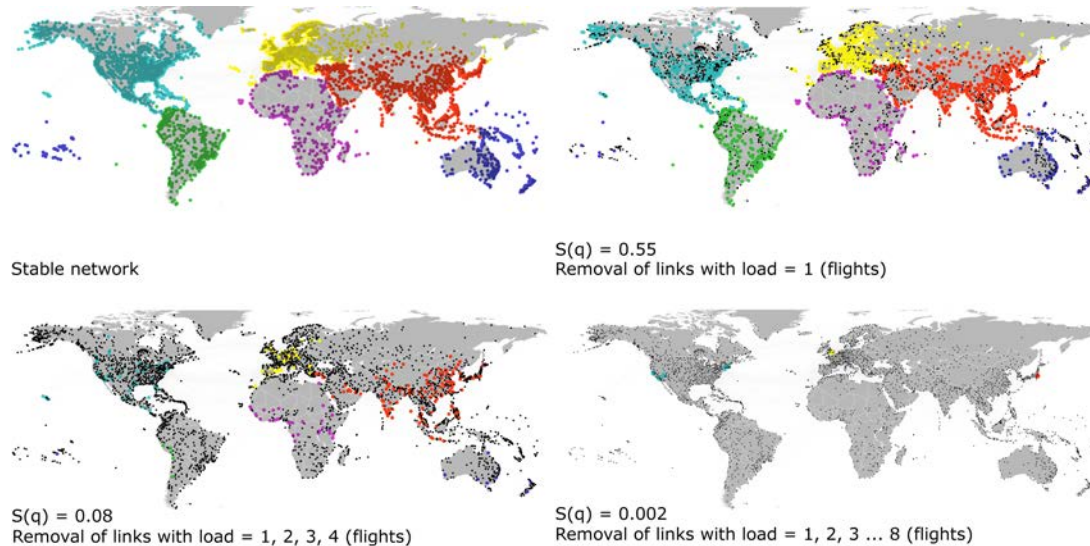 Stable network
S(q) = 0.55
Removal of links with load = 1 (flights)
S(q) = 0.08
Removal of links with load = 1, 2, 3, 4 (flights)
S(q) = 0.002
Removal of links with load = 1, 2, 3 ... 8 (flights)